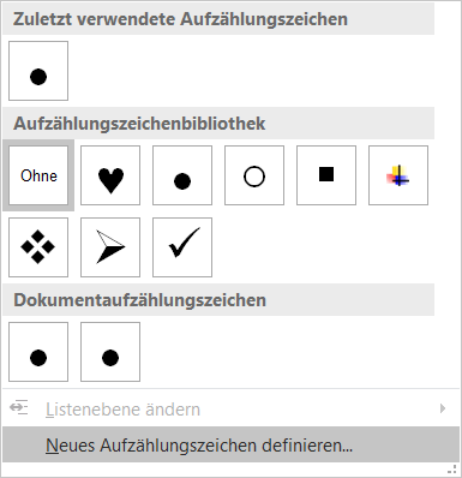 Zuletzt verwendete Aufzählungszeichen
Aufzählungszeichenbibliothek
Ohne
Dokumentaufzählungszeichen
Listenebene ändern
Neues Aufzählungszeichen definieren...